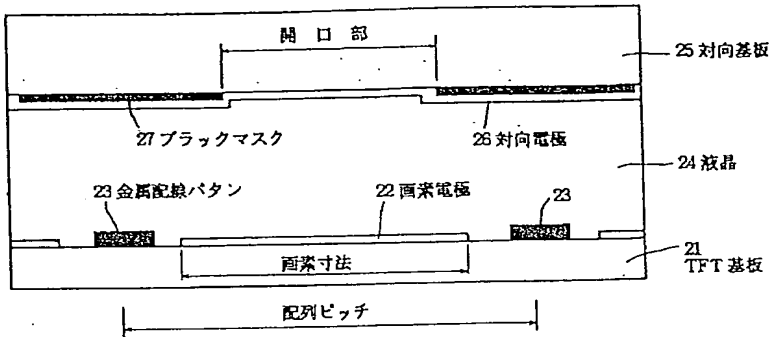 開口部
25 対向基板
27 ブラックマスク
26 対向電極
24 液晶
23 金属配線パタン
22 画素電極
23
画素寸法
21
TFT 基板
配列ピッチ